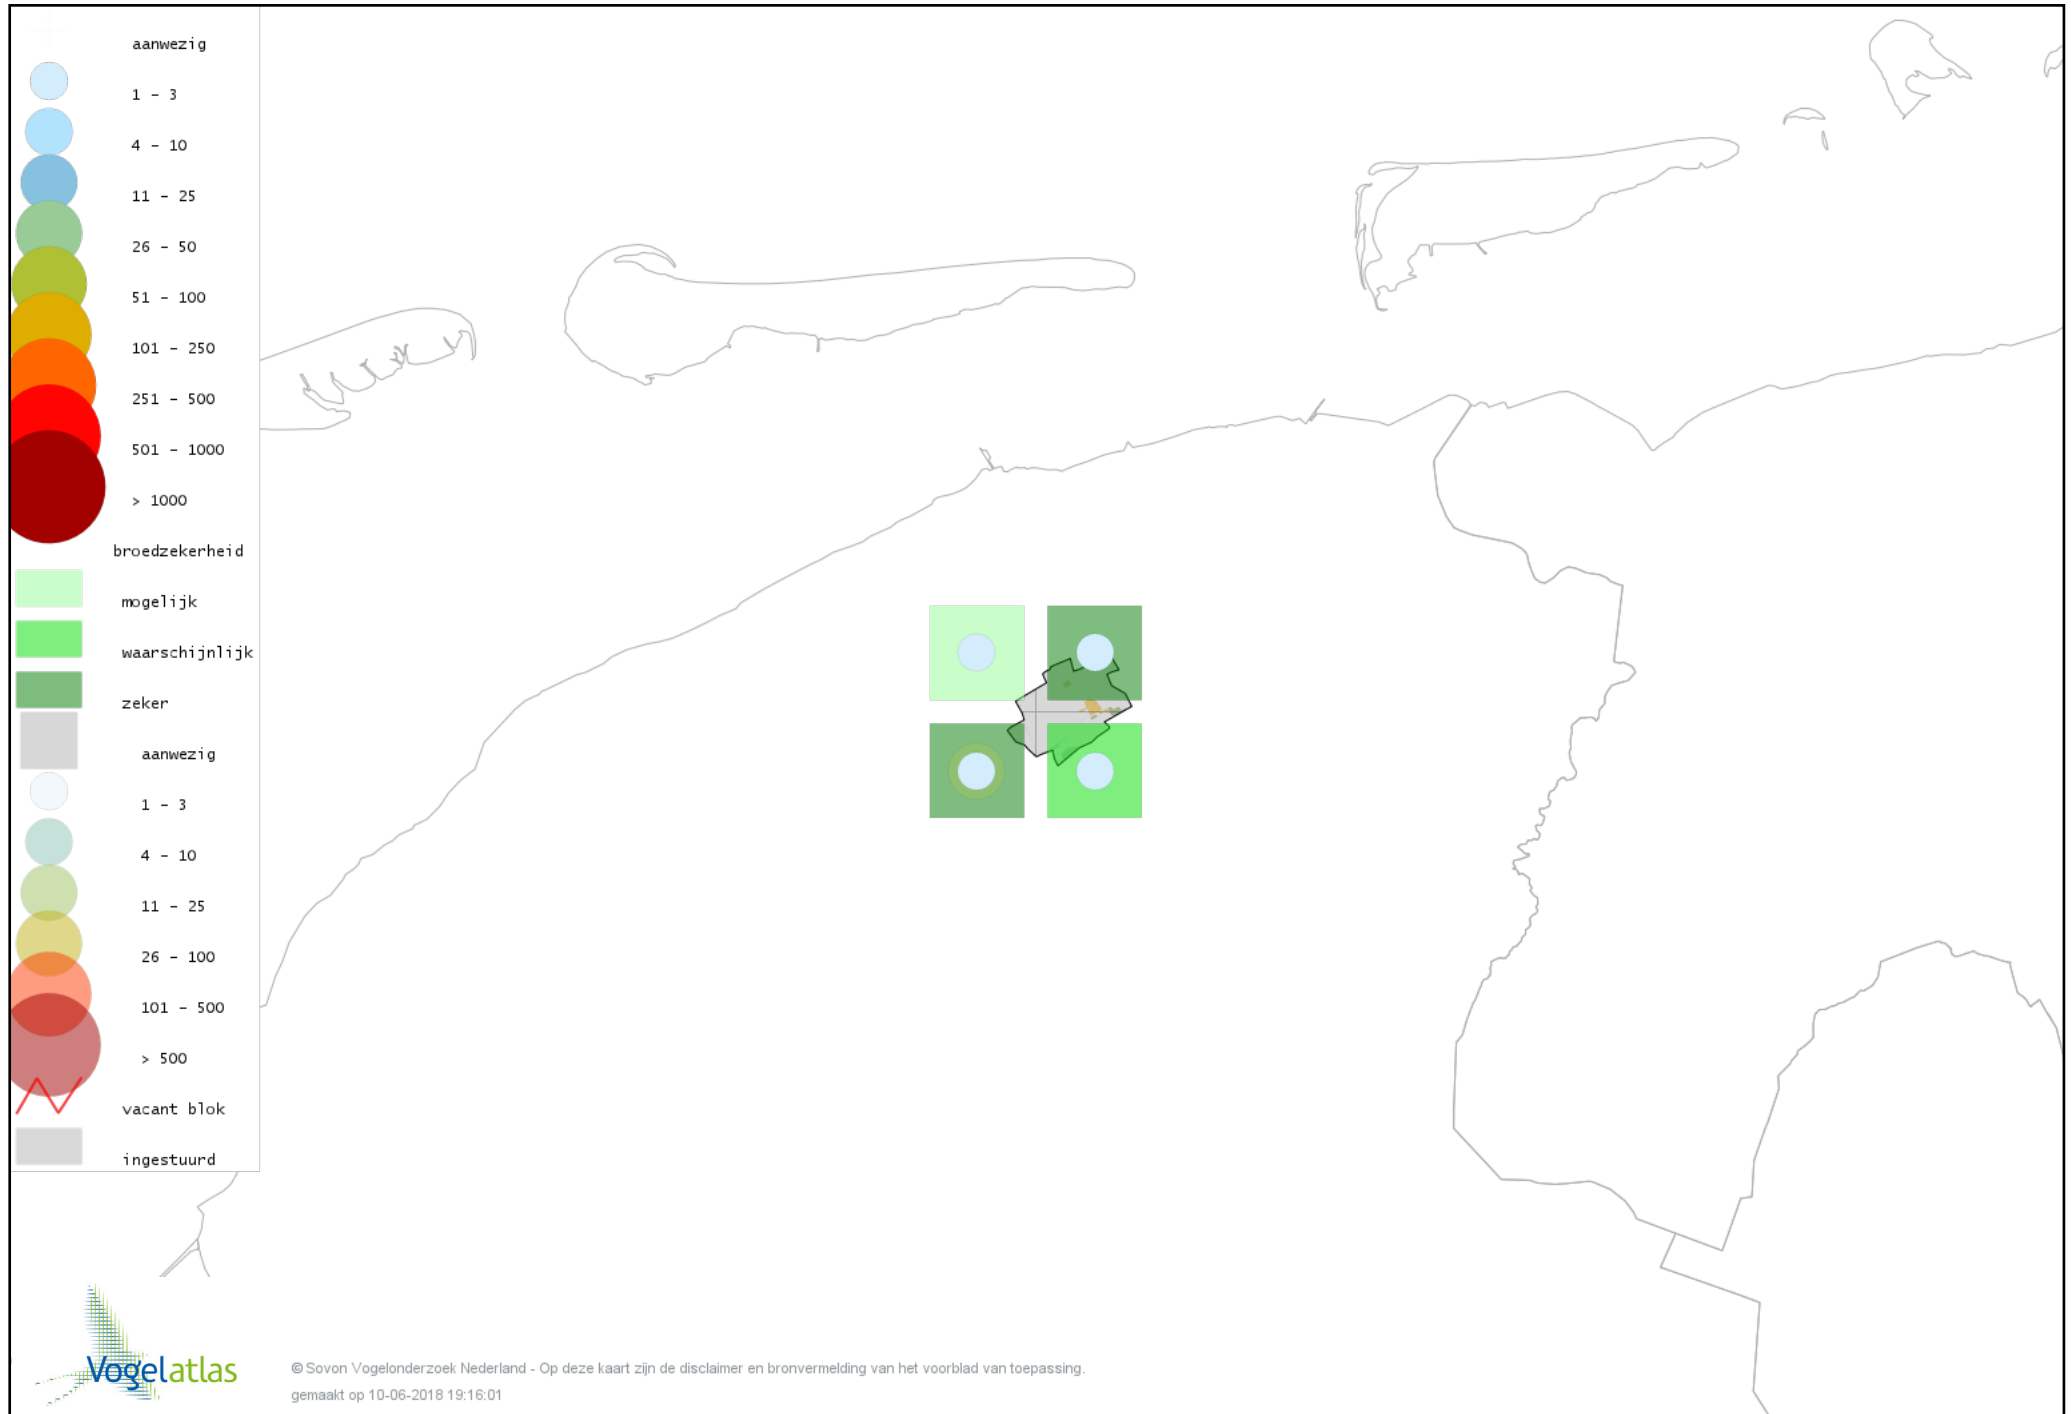 aanwezig
1 - 3
4 - 10
11 - 25
26 - 50
51 - 100
101 - 250
251 - 500
501 - 1000
> 1000
broedzekerheid
mogelijk
waarschijnlijk
zeker
aanwezig
1 - 3
4 - 10
11 - 25
26 - 100
101 - 500
> 500
vacant blok
ingestuurd
Vogelatlas
© Sovon Vogelonderzoek Nederland - Op deze kaart zijn de disclaimer en bronvermelding van het voorblad van toepassing.
gemaakt op 10-06-2018 19:16:01